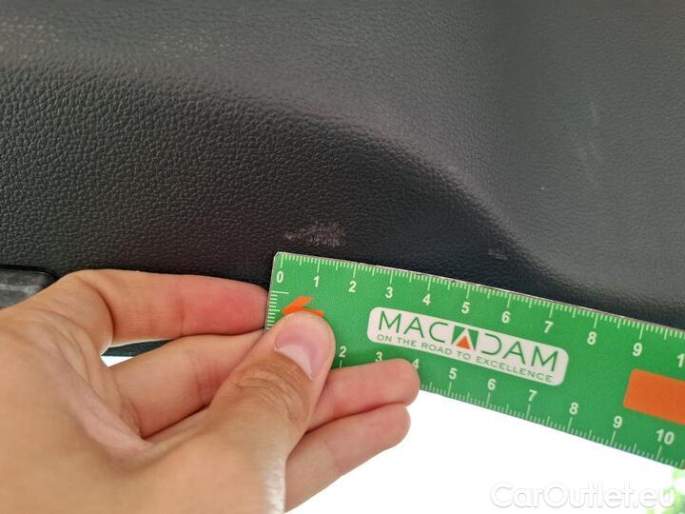 0 1 2 3 4 5 6 7 8 9 1
MACADAM
ON THE ROAD TO EXCELLENCE
2 3 4 5 6 7 8 9 10
CarOutlet.eu